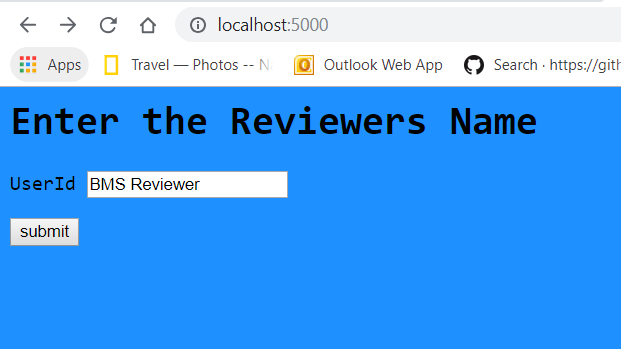 localhost:5000
Apps Travel — Photos -- N Outlook Web App Search · https://gith
Enter the Reviewers Name
UserId BMS Reviewer
submit